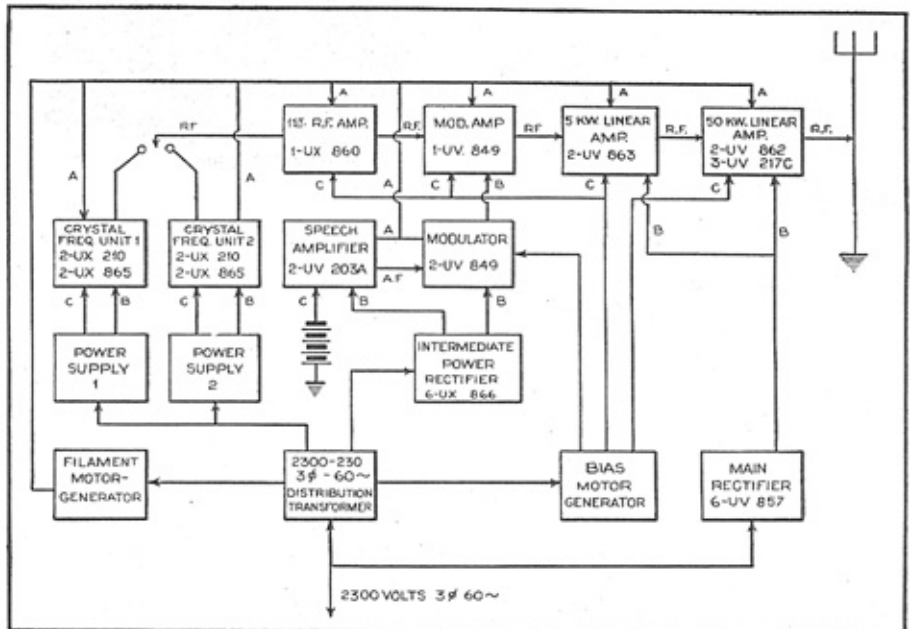 A A A A A
1ST. R.F. AMP.
1-UX 860
MOD. AMP
1-UV. 849
5 KW. LINEAR
AMP.
2-UV 863
50 KW. LINEAR
AMP.
2-UV 862
3-UV 217C
R.F. R.F. R.F. R.F. R.F.
A A A
C C B C C B B
CRYSTAL
FREQ. UNIT 1
2-UX 210
2-UX 865
CRYSTAL
FREQ. UNIT 2
2-UX 210
2-UX 865
SPEECH
AMPLIFIER
2-UV 203A
A
A.F
MODULATOR
2-UV 849
C B C B C B B
POWER
SUPPLY
1
POWER
SUPPLY
2
INTERMEDIATE
POWER
RECTIFIER
6-UX 866
FILAMENT
MOTOR-
GENERATOR
2300-230
3∅-60~
DISTRIBUTION
TRANSFORMER
BIAS
MOTOR
GENERATOR
MAIN
RECTIFIER
6-UV 857
2300 VOLTS 3∅ 60~